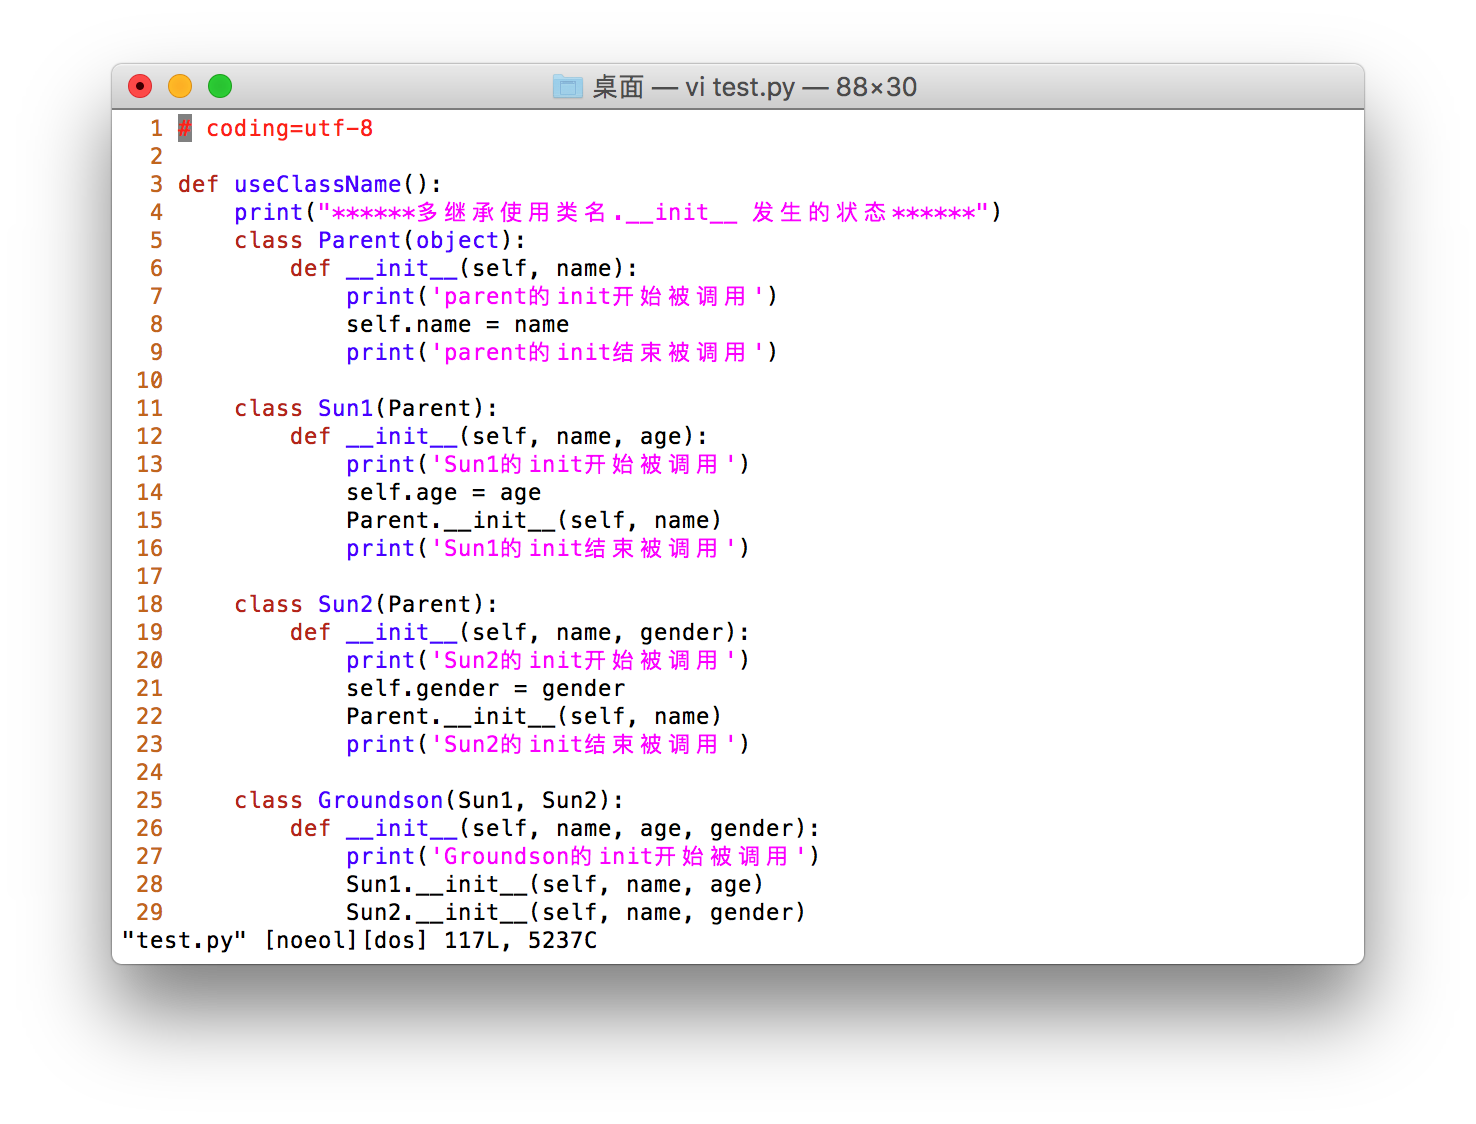 桌面 — vi test.py — 88×30
1 # coding=utf-8
2
3 def useClassName():
4     print("******多继承使用类名.__init__ 发生的状态******")
5     class Parent(object):
6         def __init__(self, name):
7             print('parent的init开始被调用')
8             self.name = name
9             print('parent的init结束被调用')
10
11     class Sun1(Parent):
12         def __init__(self, name, age):
13             print('Sun1的init开始被调用')
14             self.age = age
15             Parent.__init__(self, name)
16             print('Sun1的init结束被调用')
17
18     class Sun2(Parent):
19         def __init__(self, name, gender):
20             print('Sun2的init开始被调用')
21             self.gender = gender
22             Parent.__init__(self, name)
23             print('Sun2的init结束被调用')
24
25     class Groundson(Sun1, Sun2):
26         def __init__(self, name, age, gender):
27             print('Groundson的init开始被调用')
28             Sun1.__init__(self, name, age)
29             Sun2.__init__(self, name, gender)
"test.py" [noeol][dos] 117L, 5237C